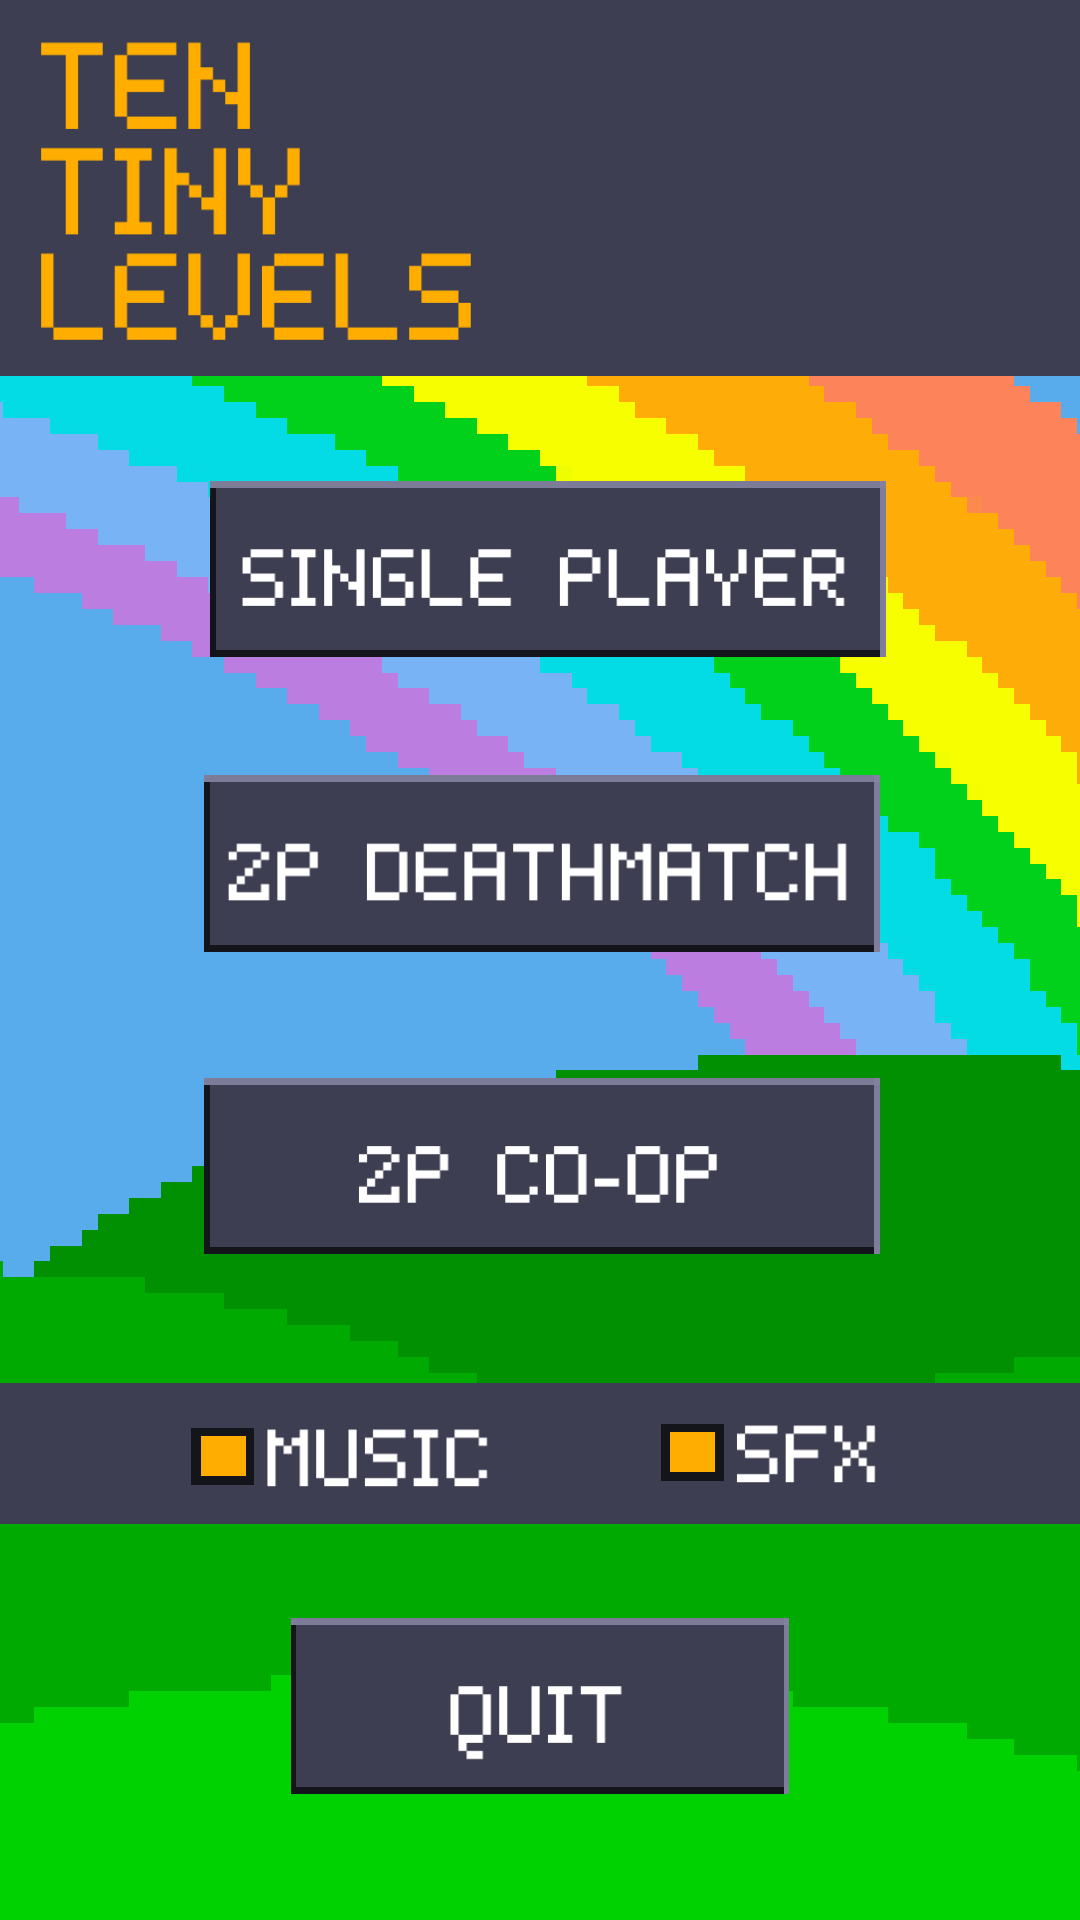 TEN
TINY
LEVELS
SINGLE PLAYER
2P DEATHMATCH
2P CO-OP
MUSIC SFX
QUIT